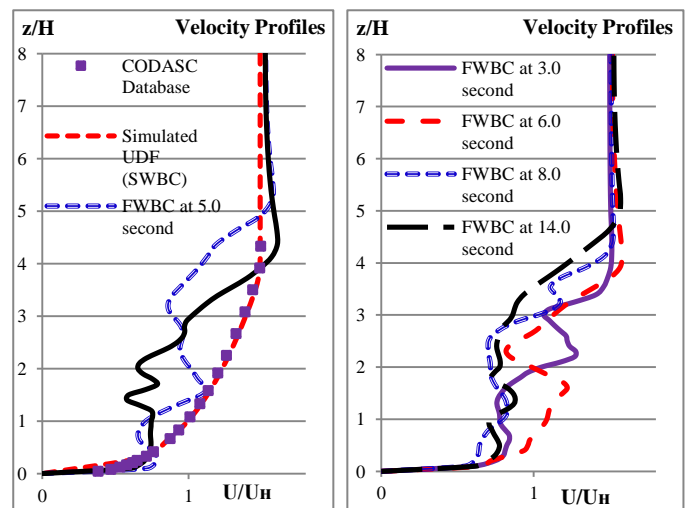 z/H Velocity Profiles
8
7
6
5
4
3
2
1
0
CODASC
Database
Simulated
UDF
(SWBC)
FWBC at 5.0
second
0 1
U/UH
z/H Velocity Profiles
8
7
6
5
4
3
2
1
0
FWBC at 3.0
second
FWBC at 6.0
second
FWBC at 8.0
second
FWBC at 14.0
second
0 1
U/UH